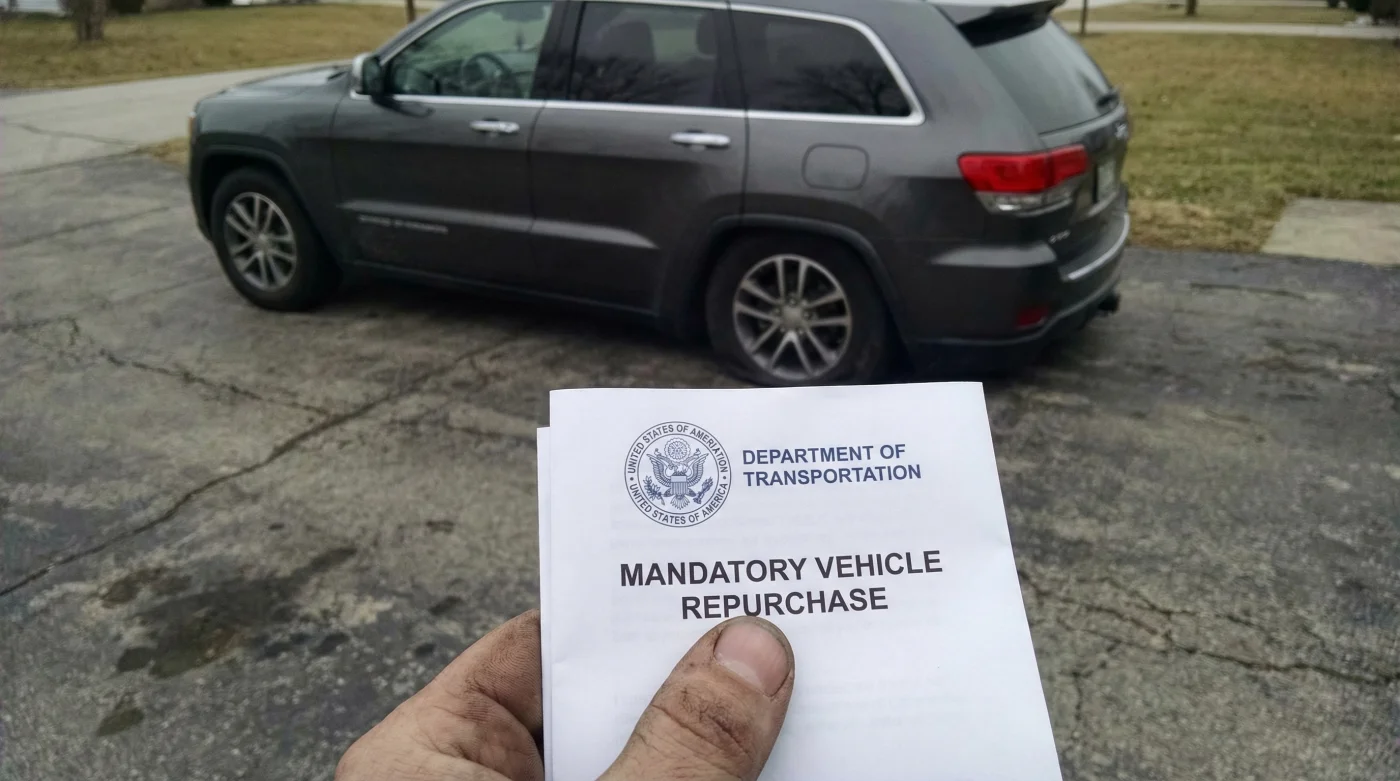 UNITED STATES OF AMERIATION
UNITED STATES OF AMERICA
DEPARTMENT OF
TRANSPORTATION
MANDATORY VEHICLE
REPURCHASE